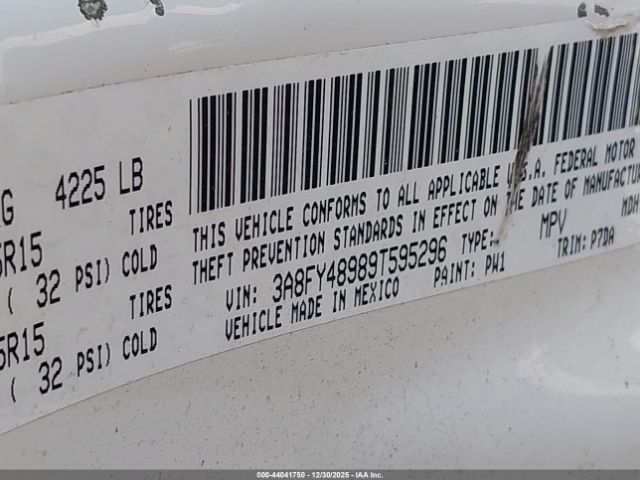 G 4225 LB
5R15 TIRES
( 32 PSI) COLD
5R15 TIRES
( 32 PSI) COLD
THIS VEHICLE CONFORMS TO ALL APPLICABLE U.S.A. FEDERAL MOTOR
THEFT PREVENTION STANDARDS IN EFFECT ON THE DATE OF MANUFACTUR
VIN: 3A8FY48989T595296 TYPE: MPV MDH
VEHICLE MADE IN MEXICO PAINT: PW1 TRIM: P7DA
000-44041750 - 12/30/2025 - IAA Inc.